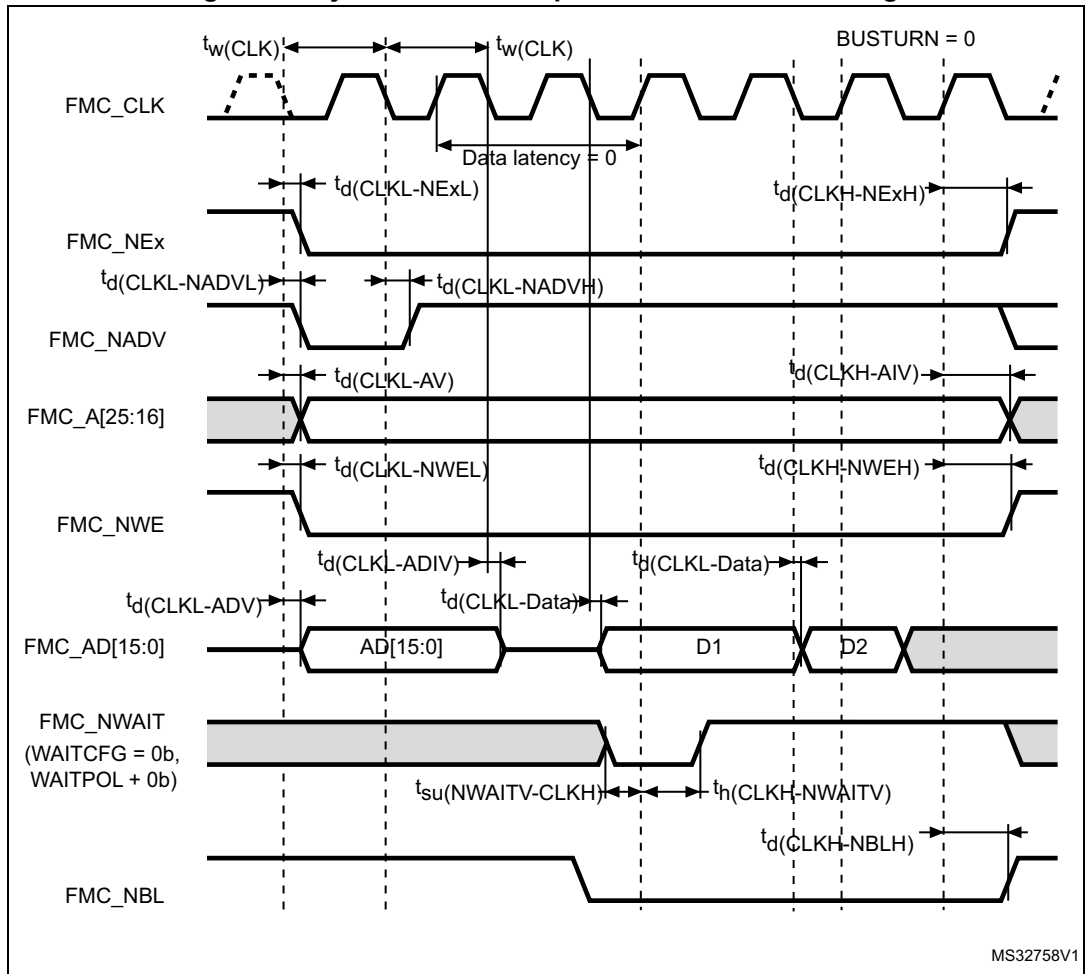 tw(CLK)
tw(CLK)
BUSTURN = 0
FMC_CLK
Data latency = 0
td(CLKL-NExL)
td(CLKH-NExH)
FMC_NEx
td(CLKL-NADVL)
td(CLKL-NADVH)
FMC_NADV
td(CLKL-AV)
td(CLKH-AIV)
FMC_A[25:16]
td(CLKL-NWEL)
td(CLKH-NWEH)
FMC_NWE
td(CLKL-ADIV)
td(CLKL-Data)
td(CLKL-ADV)
td(CLKL-Data)
FMC_AD[15:0]
AD[15:0]
D1
D2
FMC_NWAIT
(WAITCFG = 0b,
WAITPOL + 0b)
tsu(NWAITV-CLKH)
th(CLKH-NWAITV)
td(CLKH-NBLH)
FMC_NBL
MS32758V1